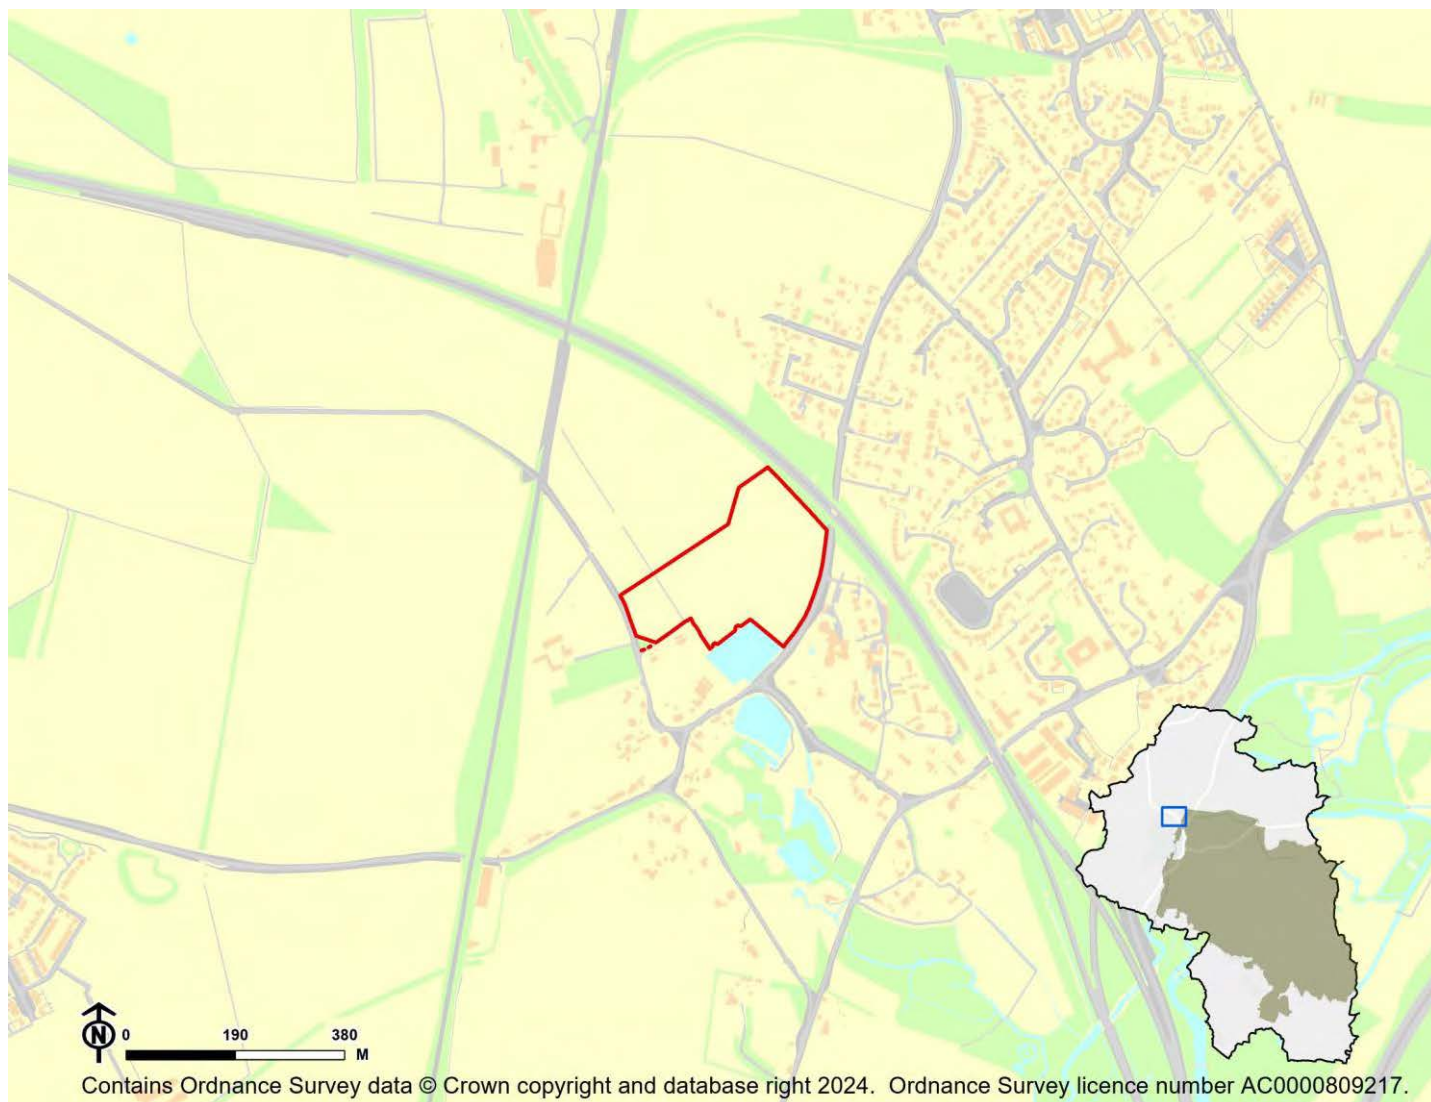 N
0 190 380
M
Contains Ordnance Survey data © Crown copyright and database right 2024. Ordnance Survey licence number AC0000809217.